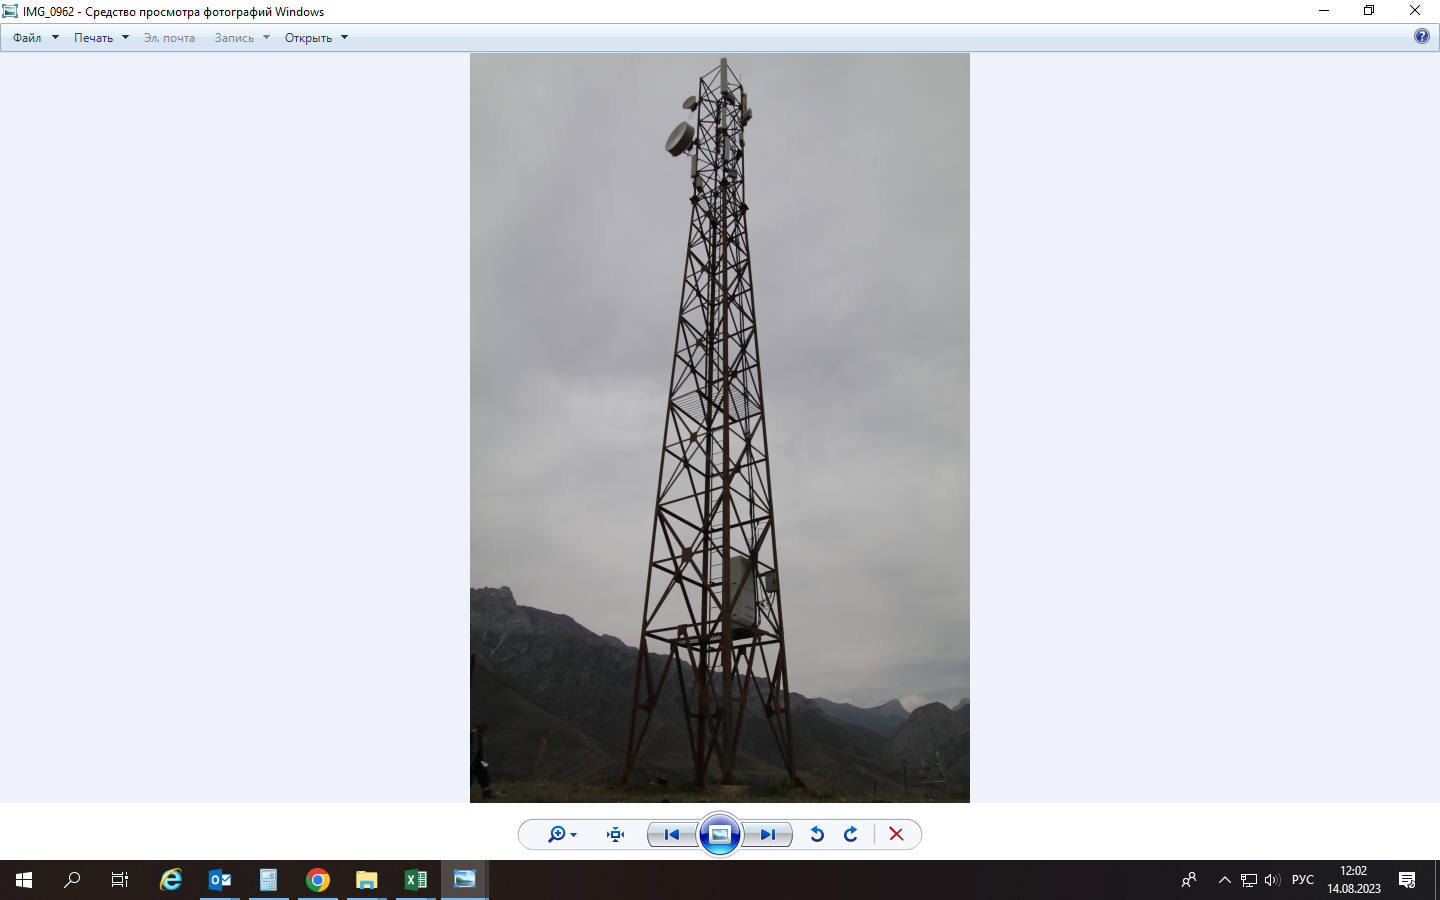 IMG_0962 - Средство просмотра фотографий Windows
Файл Печать Эл. почта Запись Открыть
РУС
12:02
14.08.2023